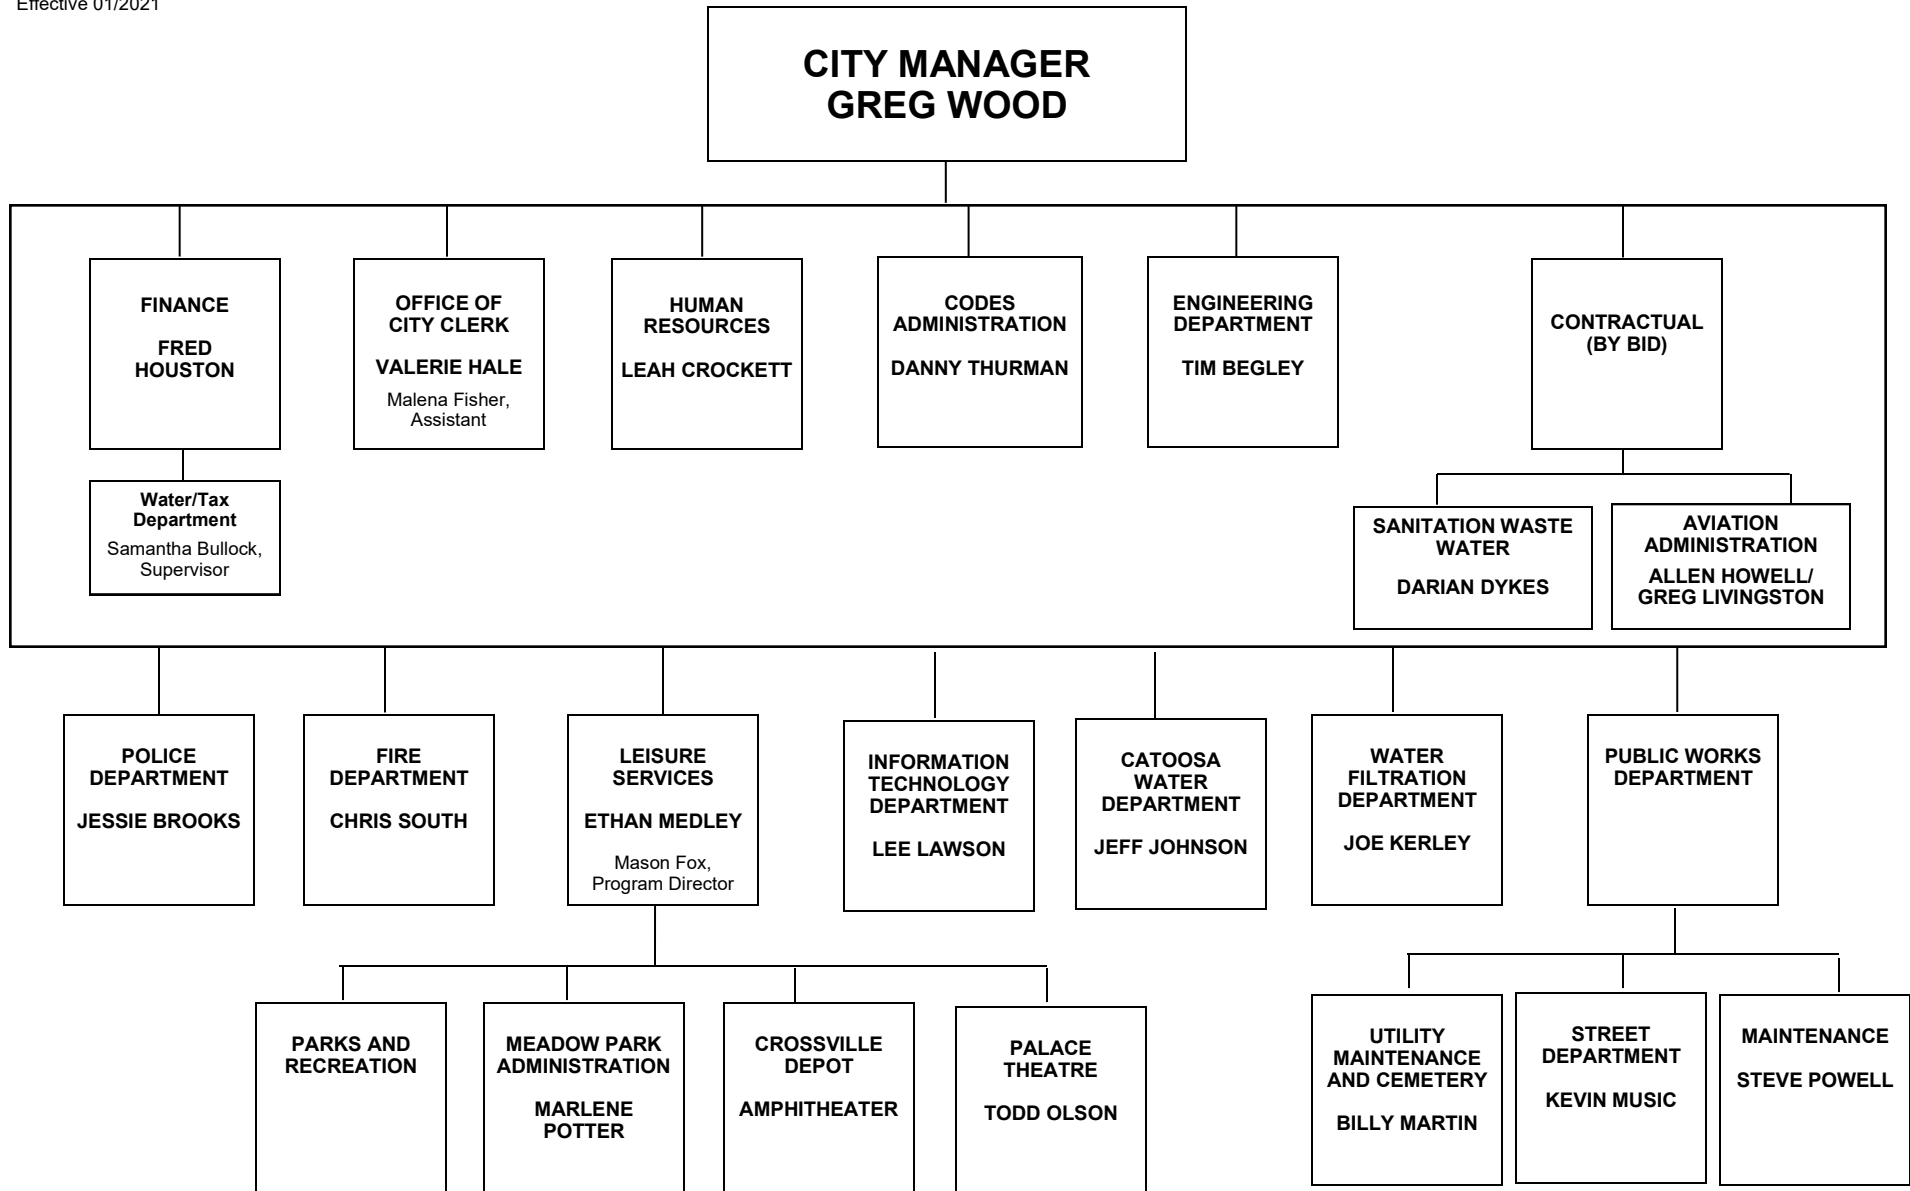 Effective 01/2021
CITY MANAGER
GREG WOOD
FINANCE
FRED
HOUSTON
OFFICE OF
CITY CLERK
VALERIE HALE
Malena Fisher,
Assistant
HUMAN
RESOURCES
LEAH CROCKETT
CODES
ADMINISTRATION
DANNY THURMAN
ENGINEERING
DEPARTMENT
TIM BEGLEY
CONTRACTUAL
(BY BID)
Water/Tax
Department
Samantha Bullock,
Supervisor
SANITATION WASTE
WATER
DARIAN DYKES
AVIATION
ADMINISTRATION
ALLEN HOWELL/
GREG LIVINGSTON
POLICE
DEPARTMENT
JESSIE BROOKS
FIRE
DEPARTMENT
CHRIS SOUTH
LEISURE
SERVICES
ETHAN MEDLEY
Mason Fox,
Program Director
INFORMATION
TECHNOLOGY
DEPARTMENT
LEE LAWSON
CATOOSA
WATER
DEPARTMENT
JEFF JOHNSON
WATER
FILTRATION
DEPARTMENT
JOE KERLEY
PUBLIC WORKS
DEPARTMENT
PARKS AND
RECREATION
MEADOW PARK
ADMINISTRATION
MARLENE
POTTER
CROSSVILLE
DEPOT
AMPHITHEATER
PALACE
THEATRE
TODD OLSON
UTILITY
MAINTENANCE
AND CEMETERY
BILLY MARTIN
STREET
DEPARTMENT
KEVIN MUSIC
MAINTENANCE
STEVE POWELL